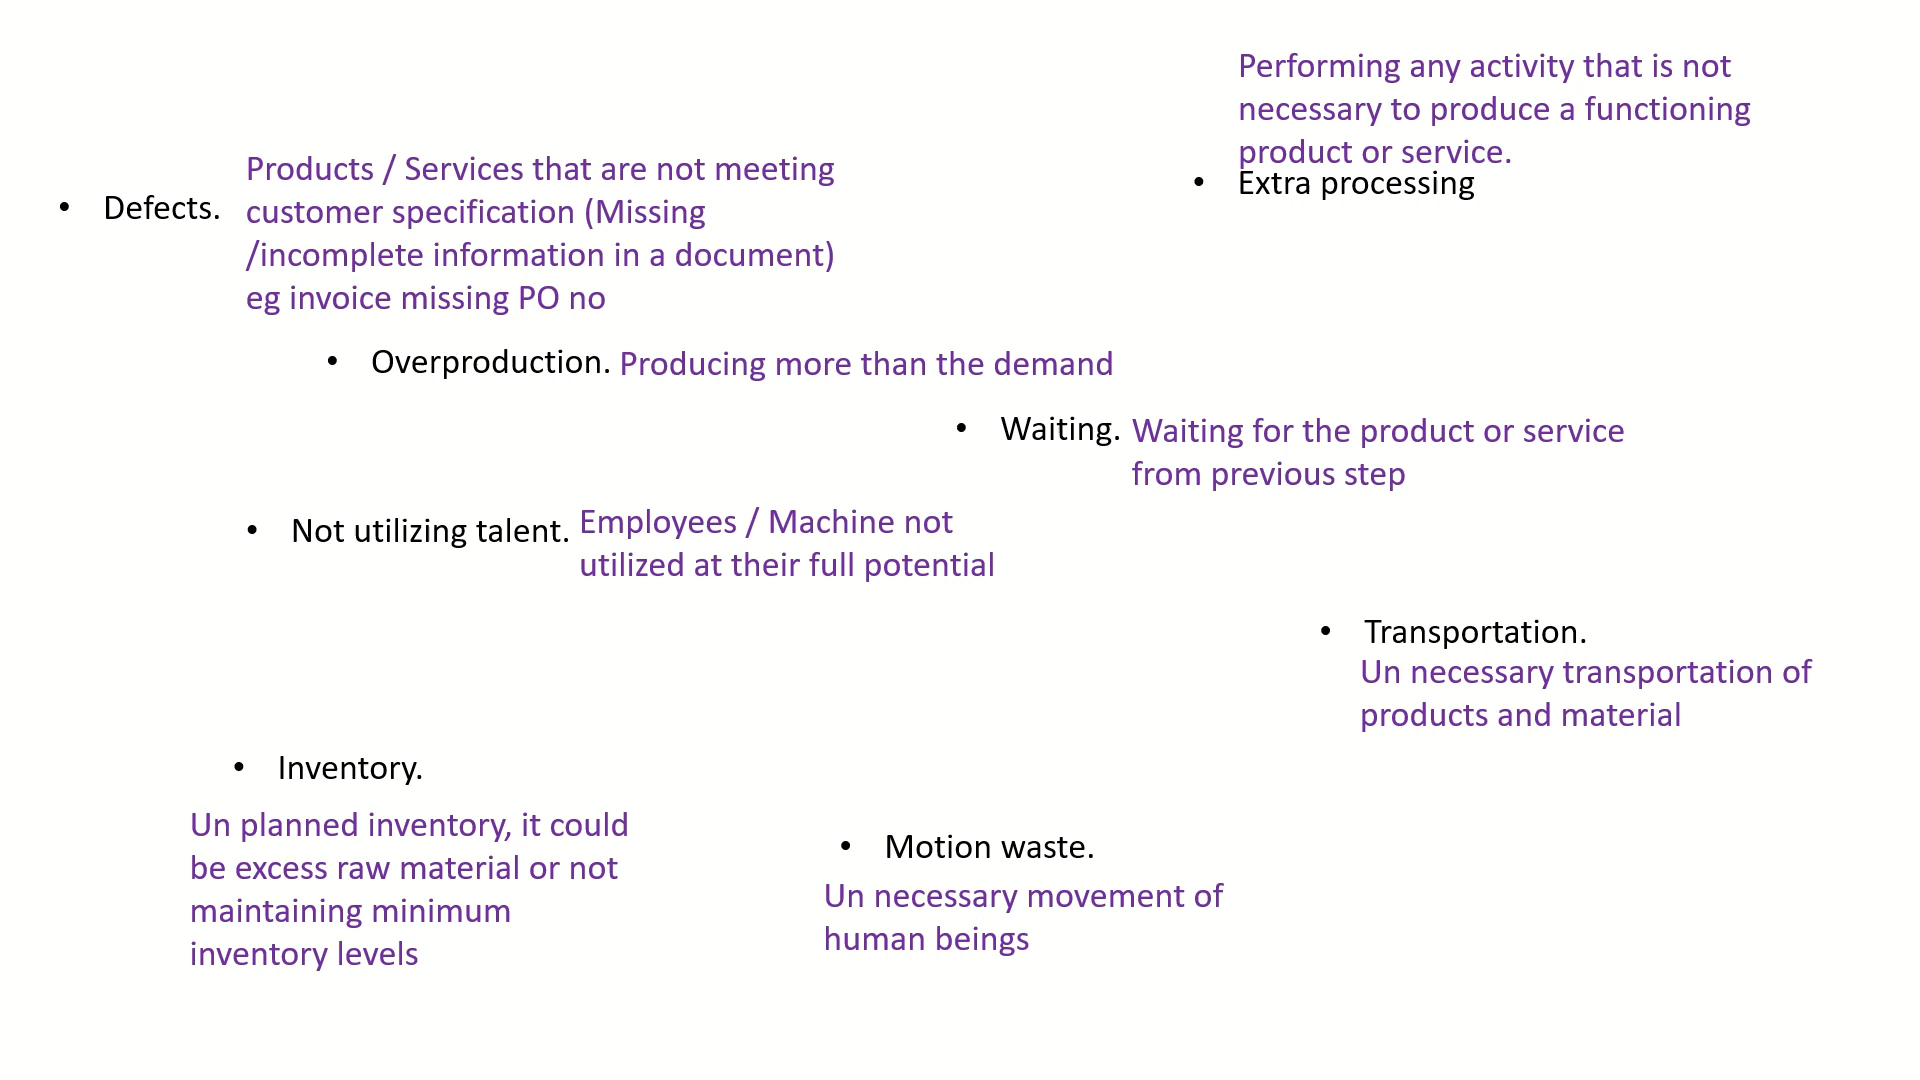 Performing any activity that is not
necessary to produce a functioning
product or service.
• Extra processing
• Defects.
Products / Services that are not meeting
customer specification (Missing
/incomplete information in a document)
eg invoice missing PO no
• Overproduction. Producing more than the demand
• Waiting. Waiting for the product or service
from previous step
• Not utilizing talent. Employees / Machine not
utilized at their full potential
• Transportation.
Un necessary transportation of
products and material
• Inventory.
Un planned inventory, it could
be excess raw material or not
maintaining minimum
inventory levels
• Motion waste.
Un necessary movement of
human beings